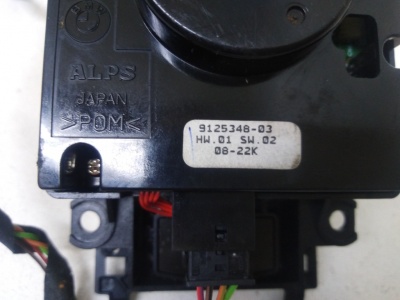 ALPS
JAPAN
>POM<
9125348-03
HW.01 SW.02
08-22K